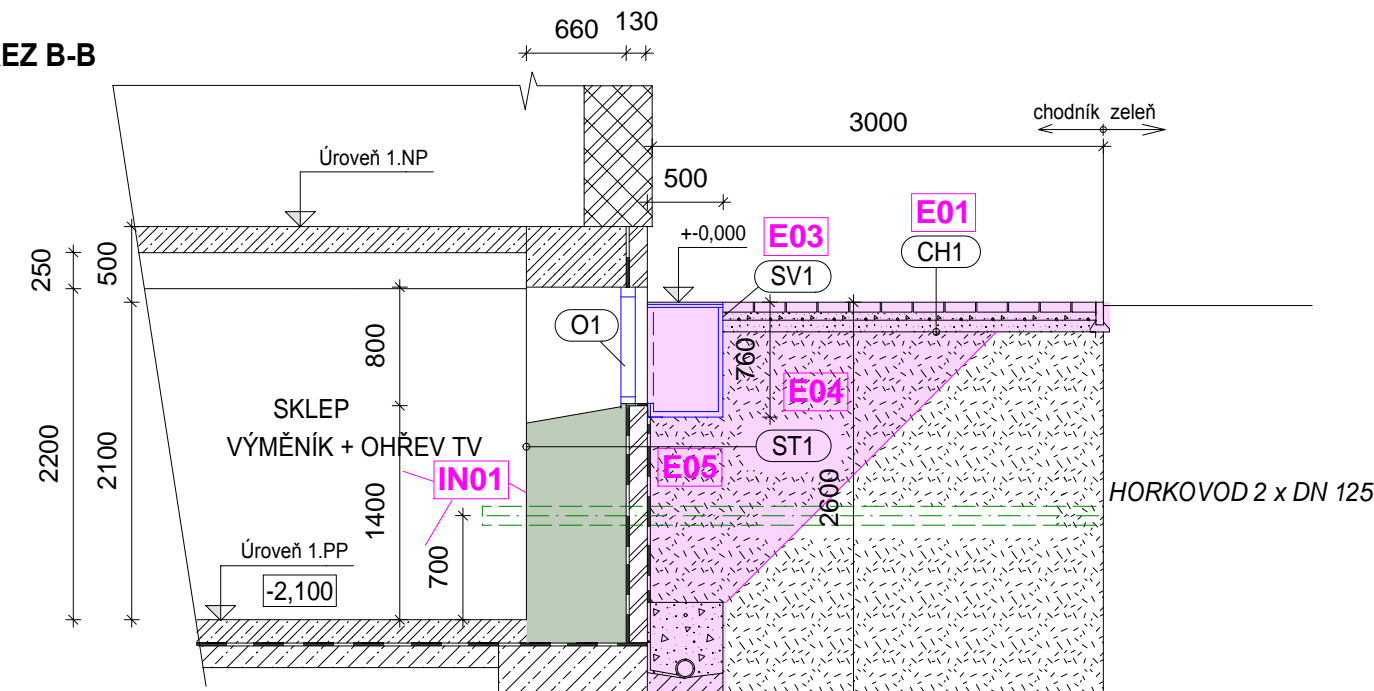 660 130
EZ B-B
chodník zeleň
3000
Úroveň 1.NP
500
E01
+-0,000
E03
CH1
SV1
250
500
O1
800
760
E04
SKLEP
VÝMĚNÍK + OHŘEV TV
ST1
2200
2100
E05
IN01
1400
2600
HORKOVOD 2 x DN 125
Úroveň 1.PP
700
-2,100